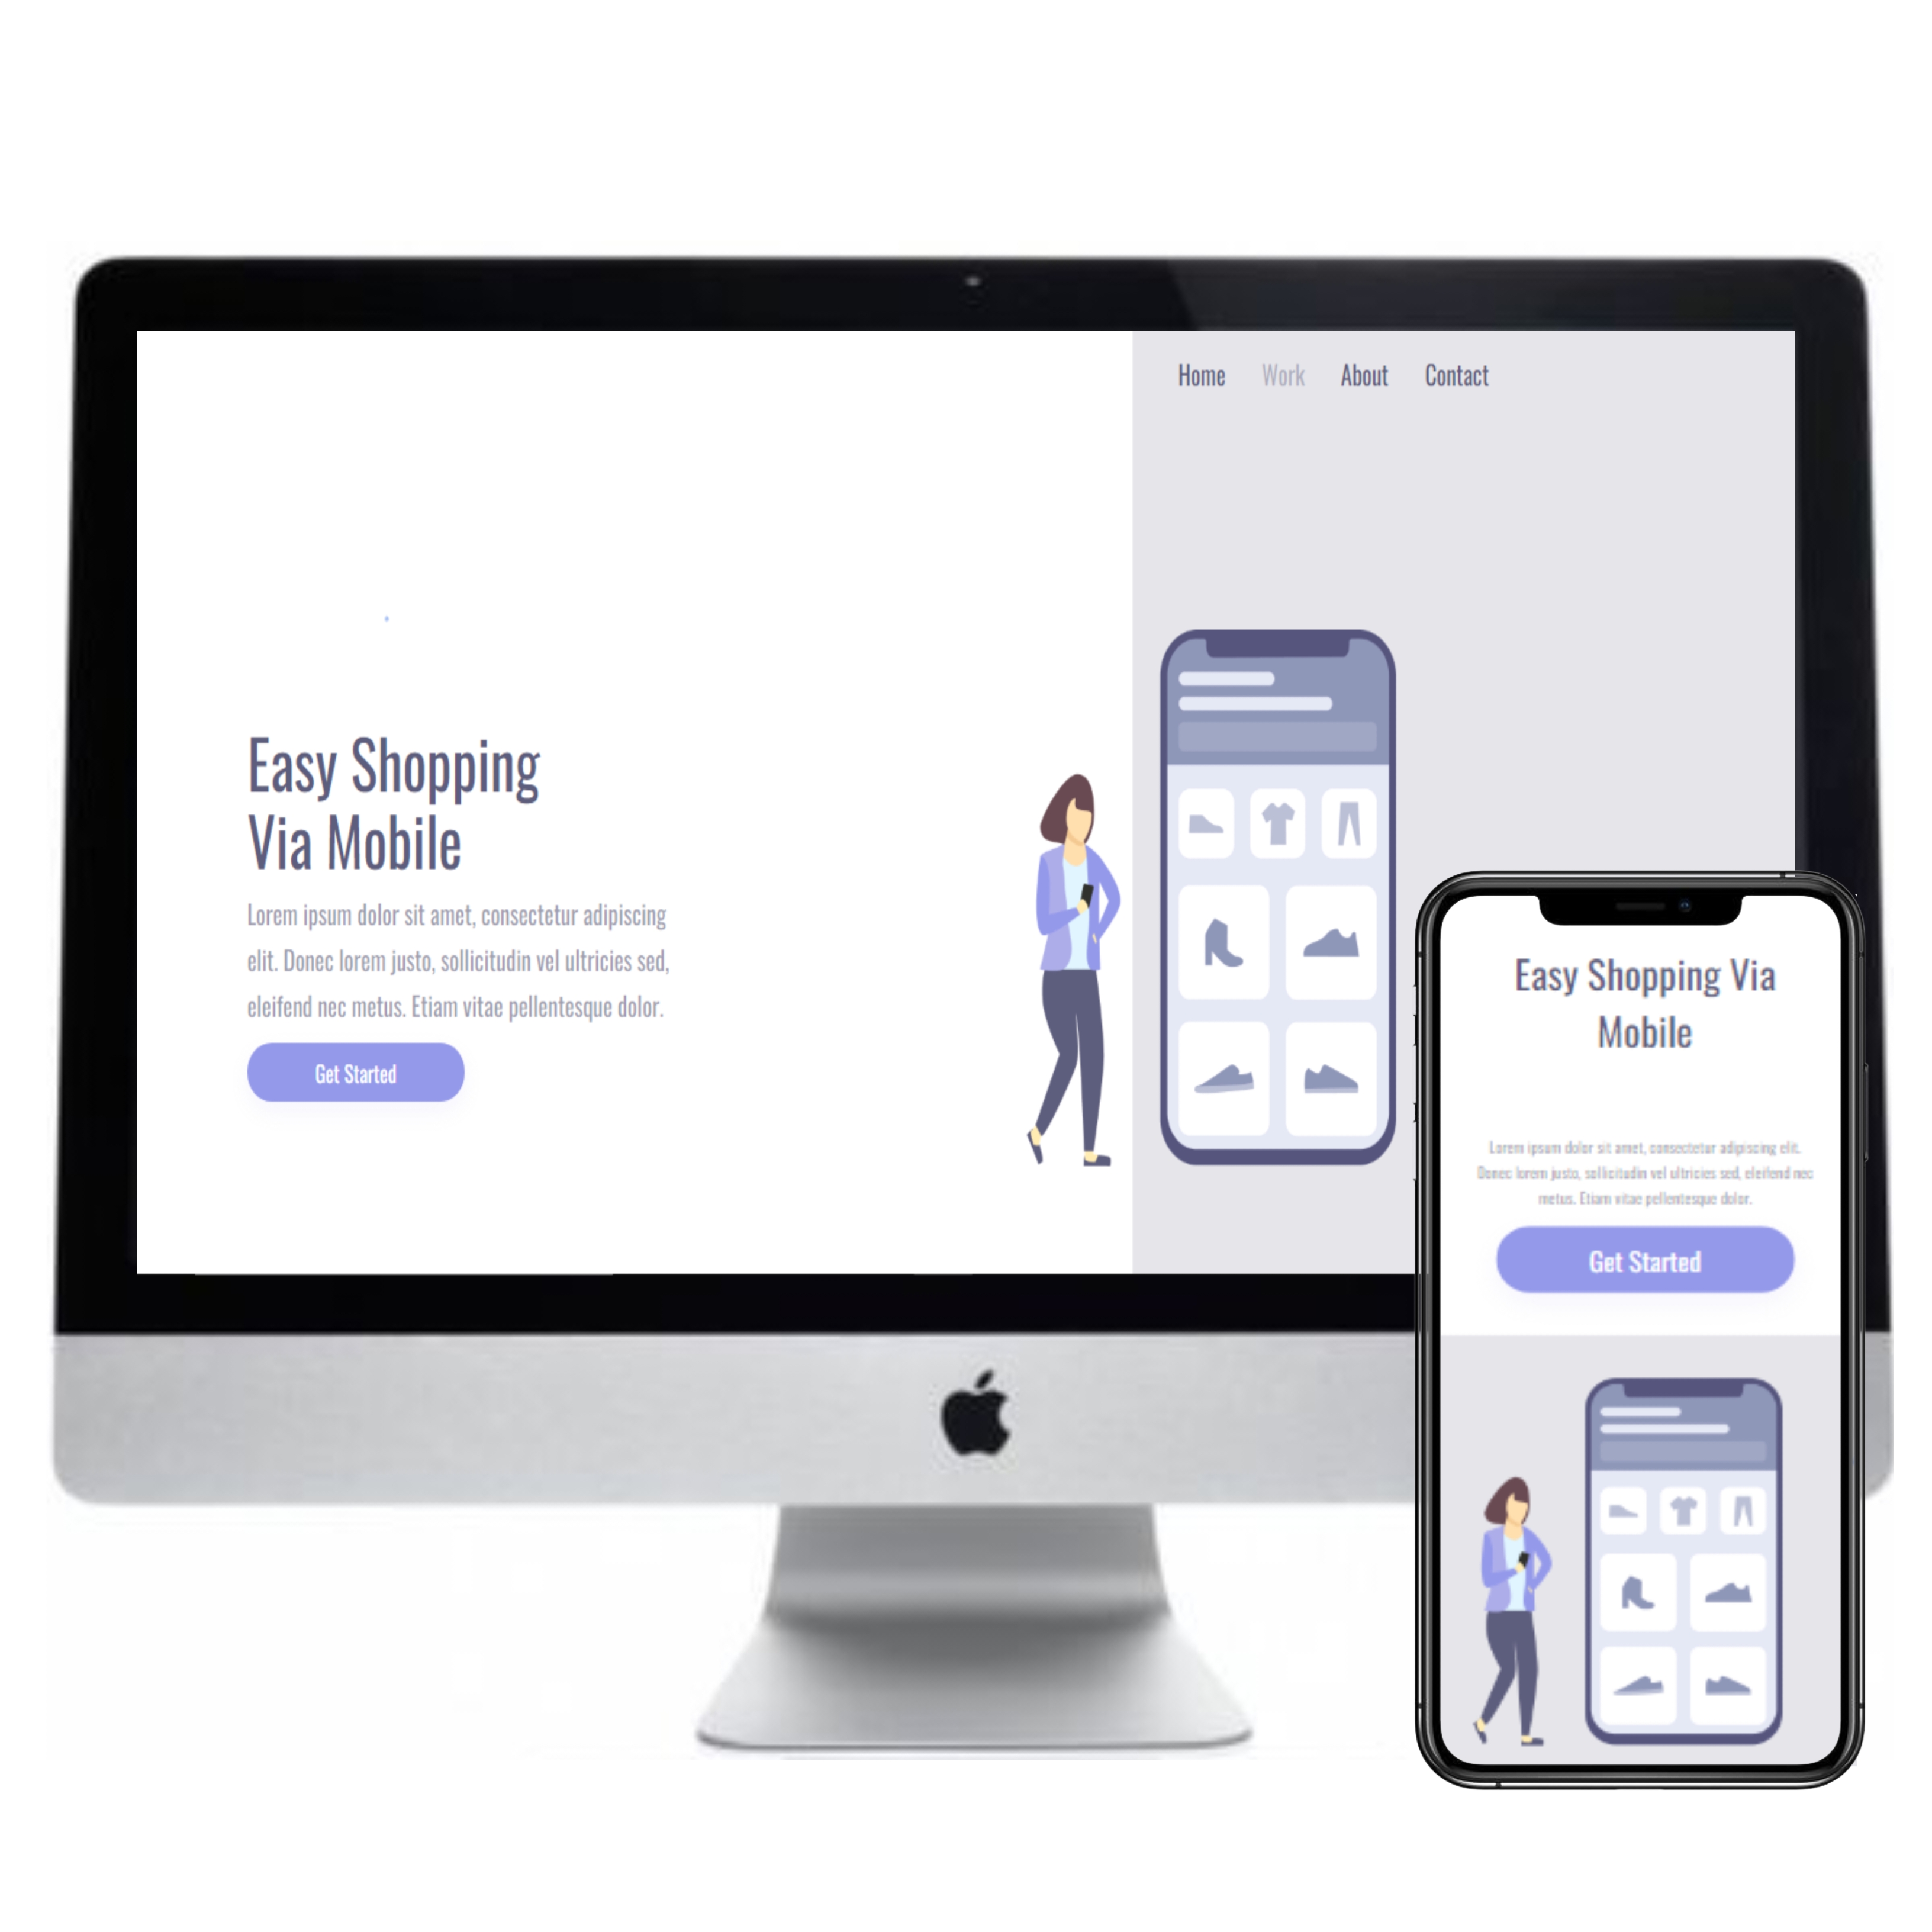 Home Work About Contact
Easy Shopping
Via Mobile
Lorem ipsum dolor sit amet, consectetur adipiscing
elit. Donec lorem justo, sollicitudin vel ultricies sed,
eleifend nec metus. Etiam vitae pellentesque dolor.
Get Started
Easy Shopping Via
Mobile
Lorem ipsum dolor sit amet, consectetur adipiscing elit.
Donec lorem justo, sollicitudin vel ultricies sed, eleifend nec
metus. Etiam vitae pellentesque dolor.
Get Started